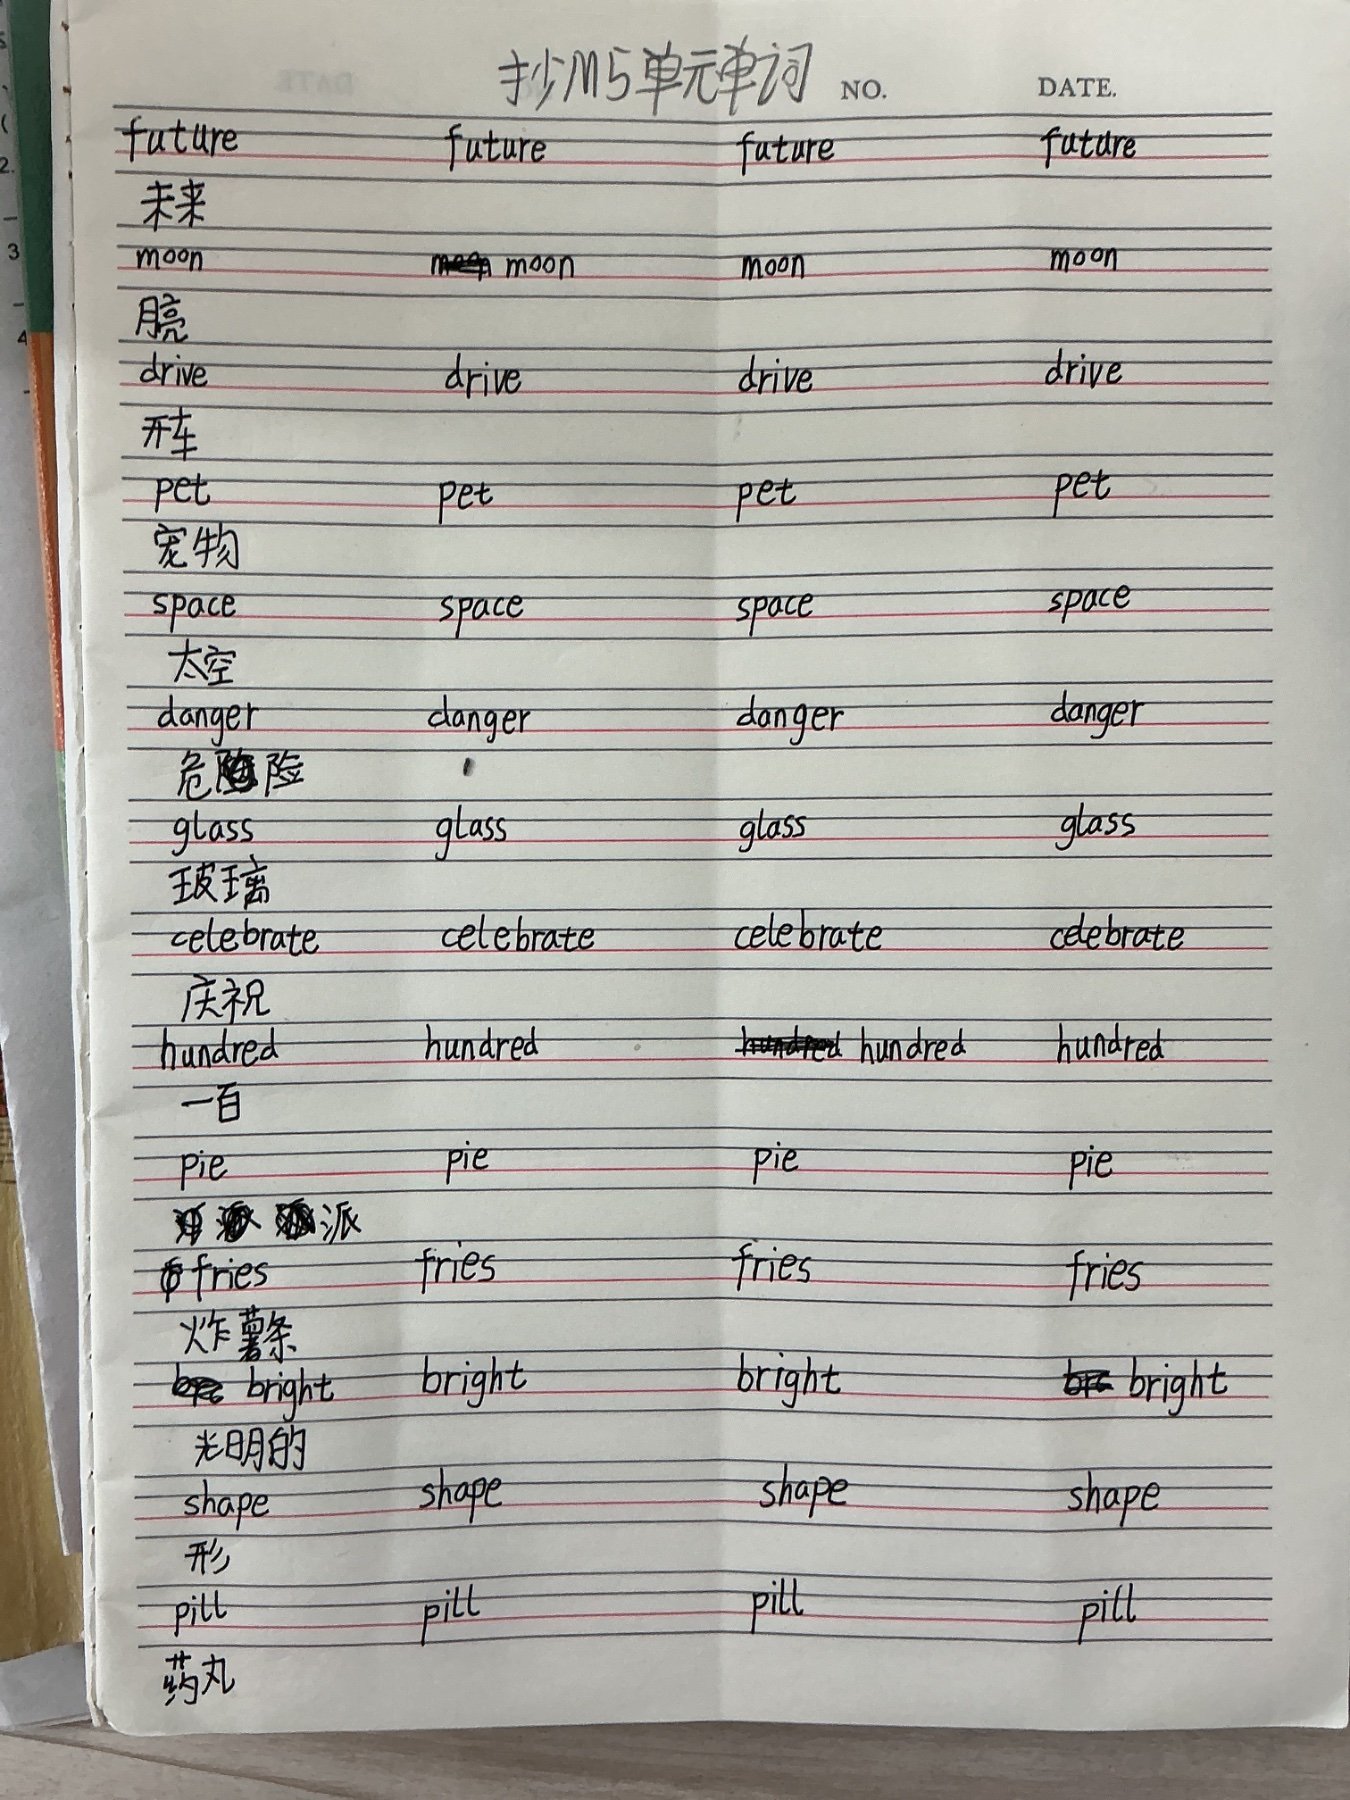 抄M5单元单词 NO. DATE.
future future future future
未来
moon moon moon moon
月亮
drive drive drive drive
开车
pet pet pet pet
宠物
space space space space
太空
danger danger danger danger
危险
glass glass glass glass
玻璃
celebrate celebrate celebrate celebrate
庆祝
hundred hundred hundred hundred hundred
一百
pie pie pie pie
派
fries fries fries fries
炸薯条
bright bright bright bright
光明的
shape shape shape shape
形
pill pill pill pill
药丸